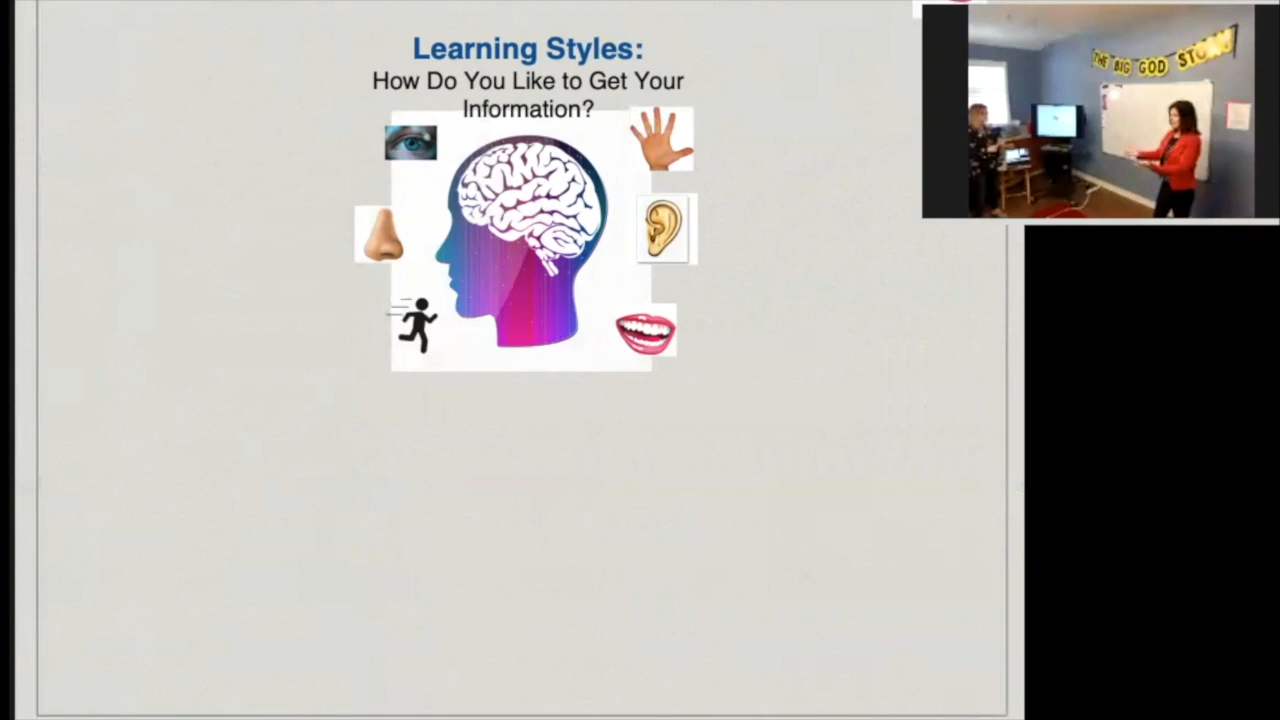 Learning Styles:
How Do You Like to Get Your
Information?
THE BIG GOD STORY